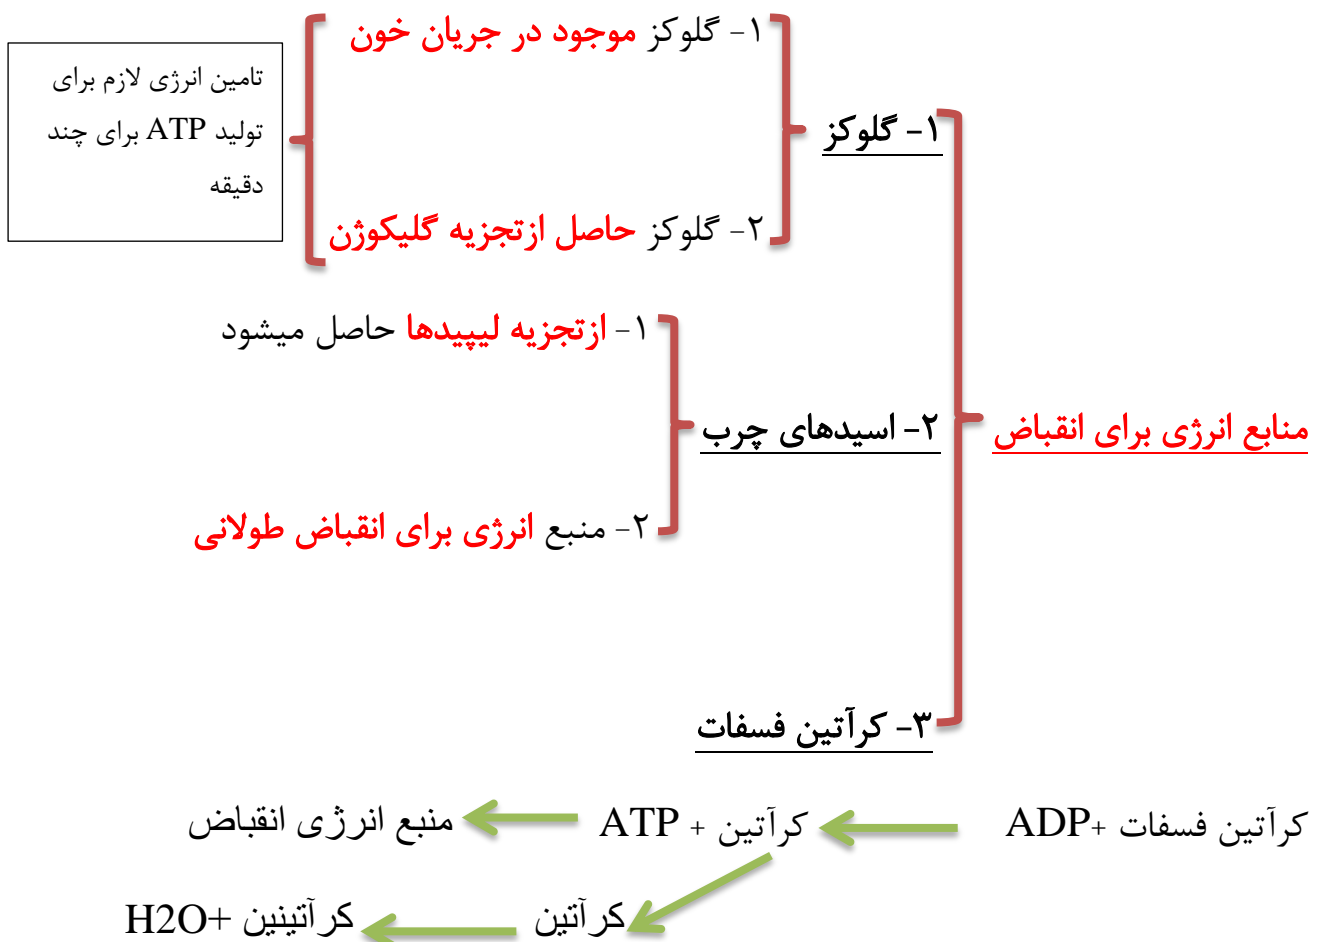 منابع انرژی برای انقباض
۱- گلوکز
۱- گلوکز موجود در جریان خون
۲- گلوکز حاصل ازتجزیه گلیکوژن
تامین انرژی لازم برای
تولید ATP برای چند
دقیقه
۲- اسیدهای چرب
۱- ازتجزیه لیپیدها حاصل میشود
۲- منبع انرژی برای انقباض طولانی
۳- کرآتین فسفات
کرآتین فسفات +ADP کرآتین + ATP منبع انرژی انقباض
کرآتین کرآتینین +H2O